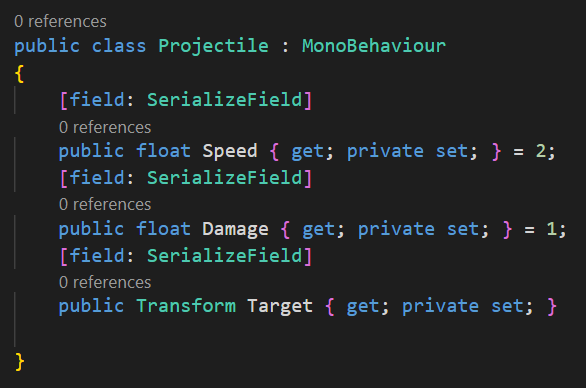 0 references
public class Projectile : MonoBehaviour
{
[field: SerializeField]
0 references
public float Speed { get; private set; } = 2;
[field: SerializeField]
0 references
public float Damage { get; private set; } = 1;
[field: SerializeField]
0 references
public Transform Target { get; private set; }
}